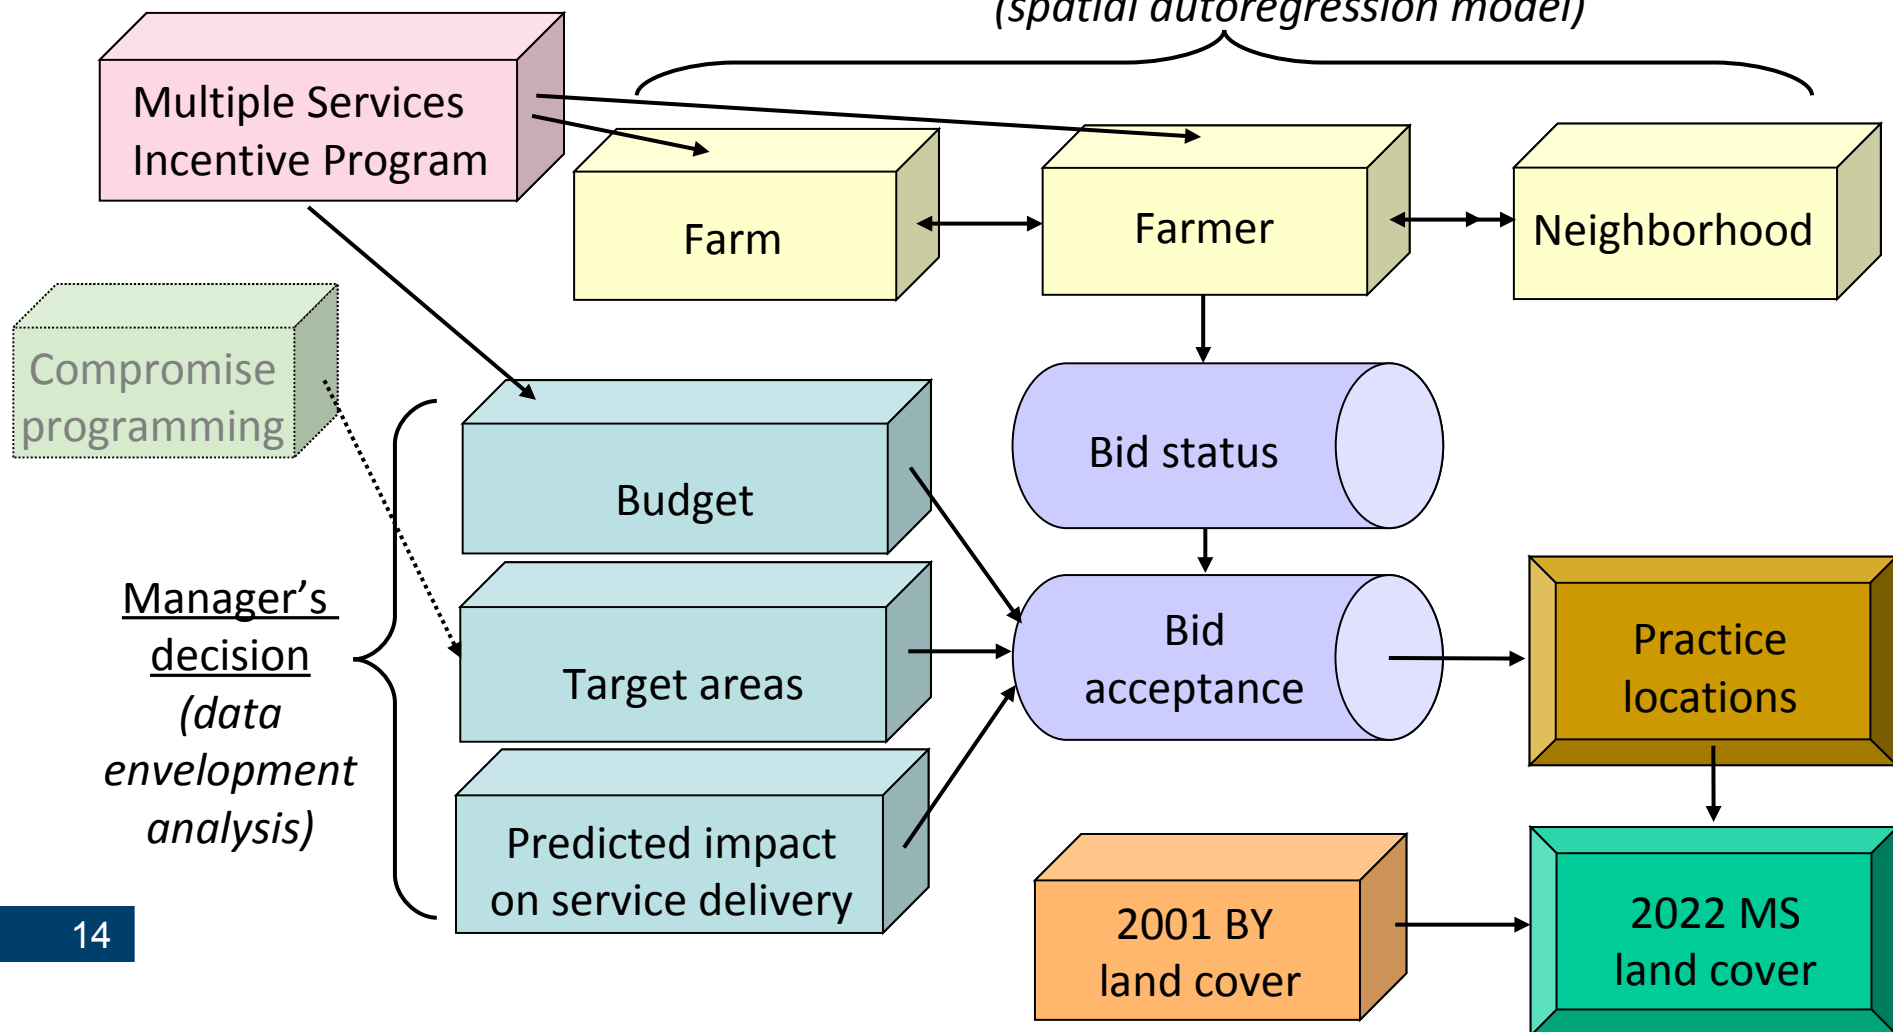 (spatial autoregression model)
Multiple Services
Incentive Program
Farm
Farmer
Neighborhood
Compromise
programming
Budget
Bid status
Manager’s
decision
(data
envelopment
analysis)
Target areas
Bid
acceptance
Practice
locations
Predicted impact
on service delivery
2001 BY
land cover
2022 MS
land cover
14